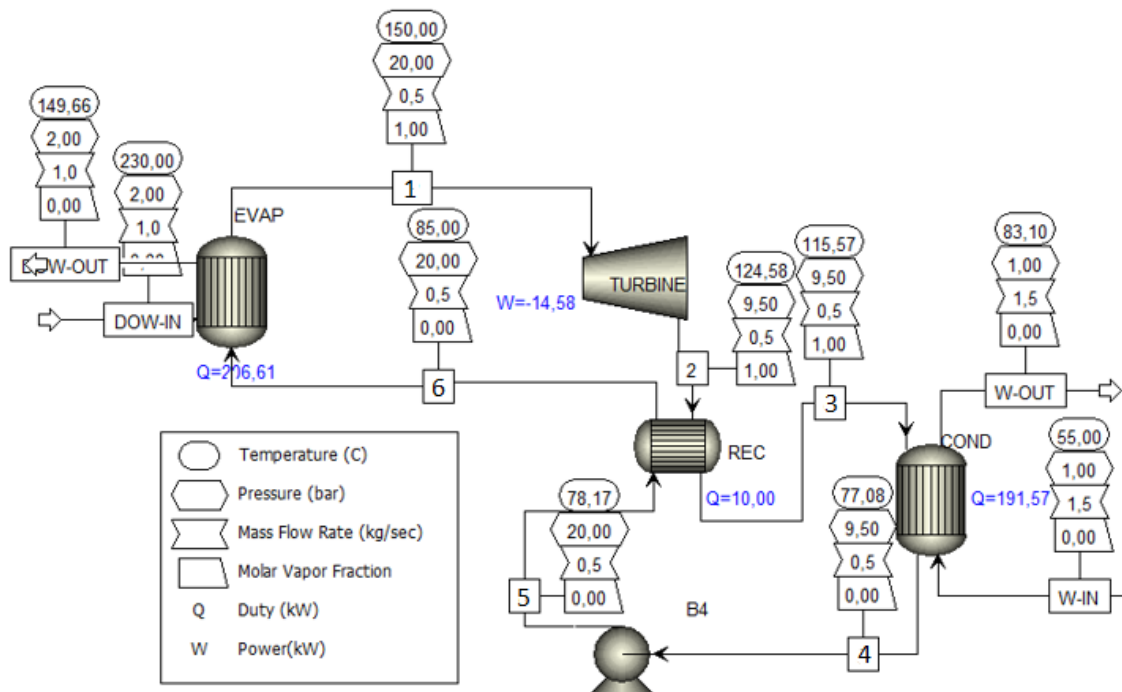 150,00
20,00
0,5
1,00
149,66
2,00
1,0
0,00
230,00
2,00
1,0
1
EVAP
W-OUT
DOW-IN
Q=206,61
85,00
20,00
0,5
0,00
6
TURBINE
W=-14,58
124,58
9,50
0,5
1,00
2
115,57
9,50
0,5
1,00
3
83,10
1,00
1,5
0,00
W-OUT
REC
Q=10,00
COND
Q=191,57
55,00
1,00
1,5
0,00
W-IN
78,17
20,00
0,5
0,00
5
77,08
9,50
0,5
0,00
4
B4
Temperature (C)
Pressure (bar)
Mass Flow Rate (kg/sec)
Molar Vapor Fraction
Q Duty (kW)
W Power(kW)